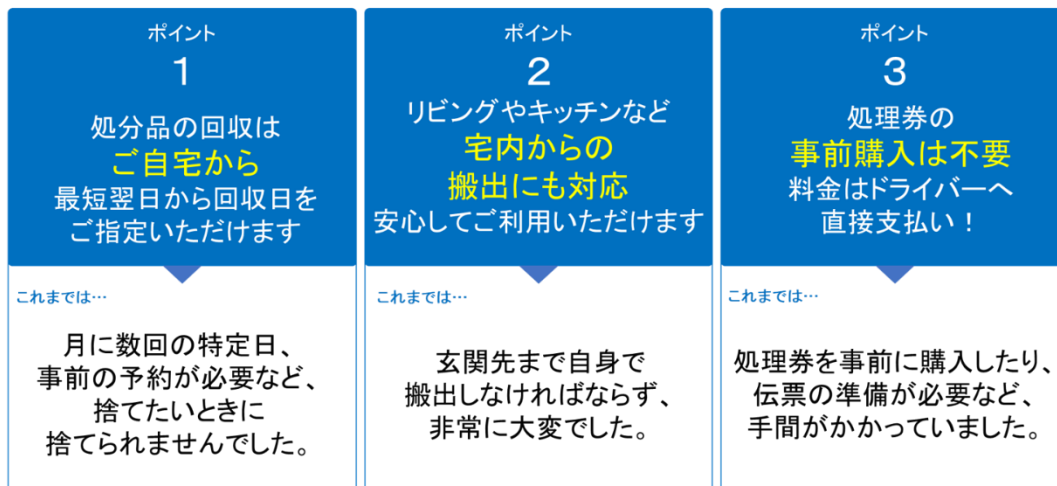 ポイント
1
処分品の回収は
ご自宅から
最短翌日から回収日を
ご指定いただけます
これまでは…
月に数回の特定日、
事前の予約が必要など、
捨てたいときに
捨てられませんでした。
ポイント
2
リビングやキッチンなど
宅内からの
搬出にも対応
安心してご利用いただけます
これまでは…
玄関先まで自身で
搬出しなければならず、
非常に大変でした。
ポイント
3
処理券の
事前購入は不要
料金はドライバーへ
直接支払い！
これまでは…
処理券を事前に購入したり、
伝票の準備が必要など、
手間がかかっていました。